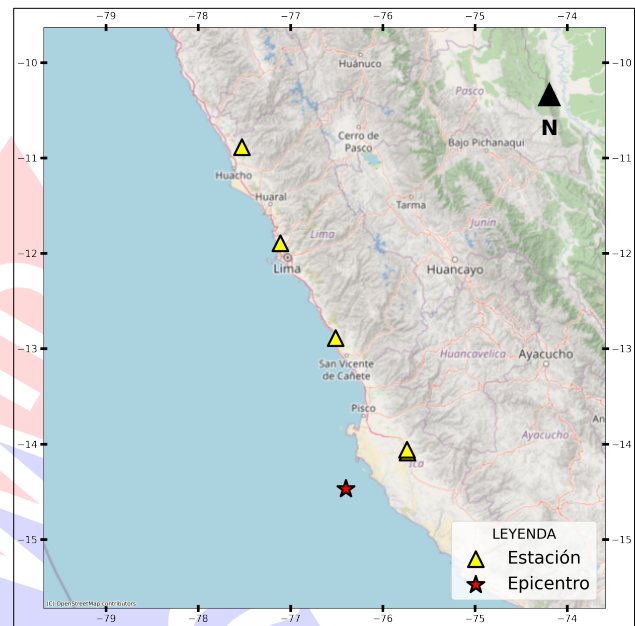 −79 −78 −77 −76 −75 −74
−10 −10
Huánuco
Pasco
N
Cerro de
Pasco
Bajo Pichanaqui
−11 −11
Huacho
Huaral
Tarma
Junín
Lima
−12 −12
Lima
Huancayo
−13 −13
San Vicente
de Cañete
Huancavelica
Ayacucho
Pisco
An
−14 −14
Ayacucho
Ica
−15 −15
LEYENDA
Estación
Epicentro
(C) OpenStreetMap contributors
−79 −78 −77 −76 −75 −74